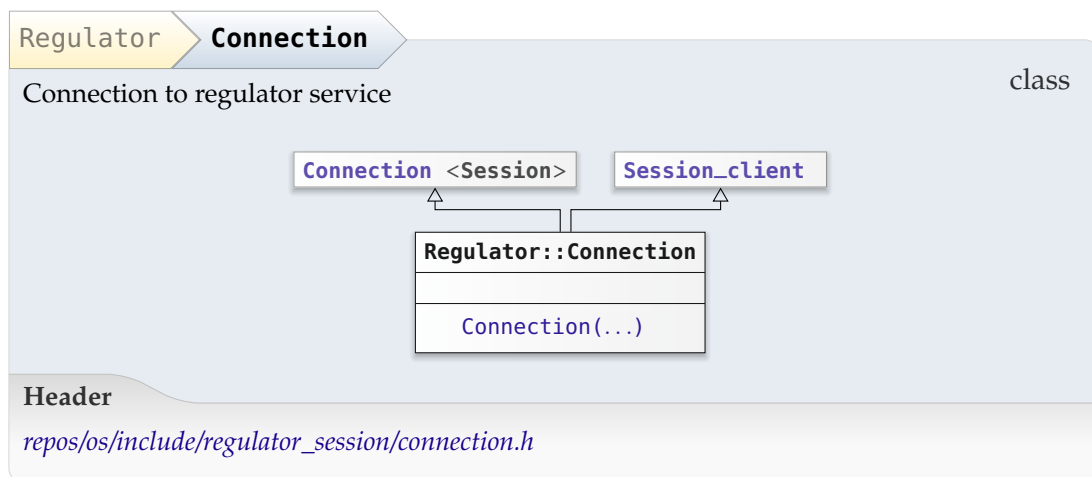 Regulator Connection
class
Connection to regulator service
Connection <Session> Session_client
Regulator::Connection
Connection(...)
Header
repos/os/include/regulator_session/connection.h